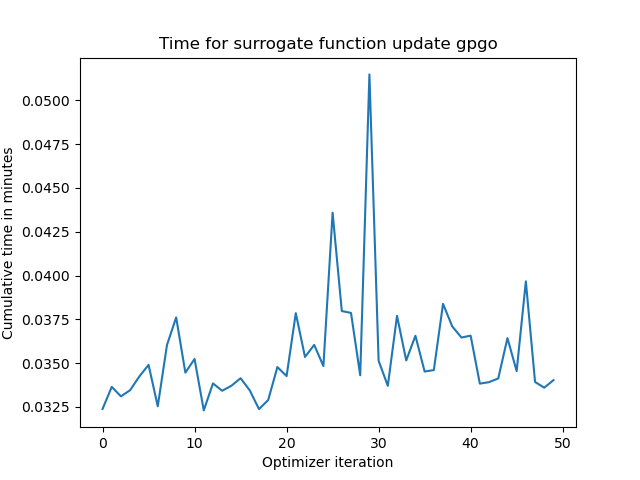 Time for surrogate function update gpgo
Cumulative time in minutes
0.0500
0.0475
0.0450
0.0425
0.0400
0.0375
0.0350
0.0325
0 10 20 30 40 50
Optimizer iteration